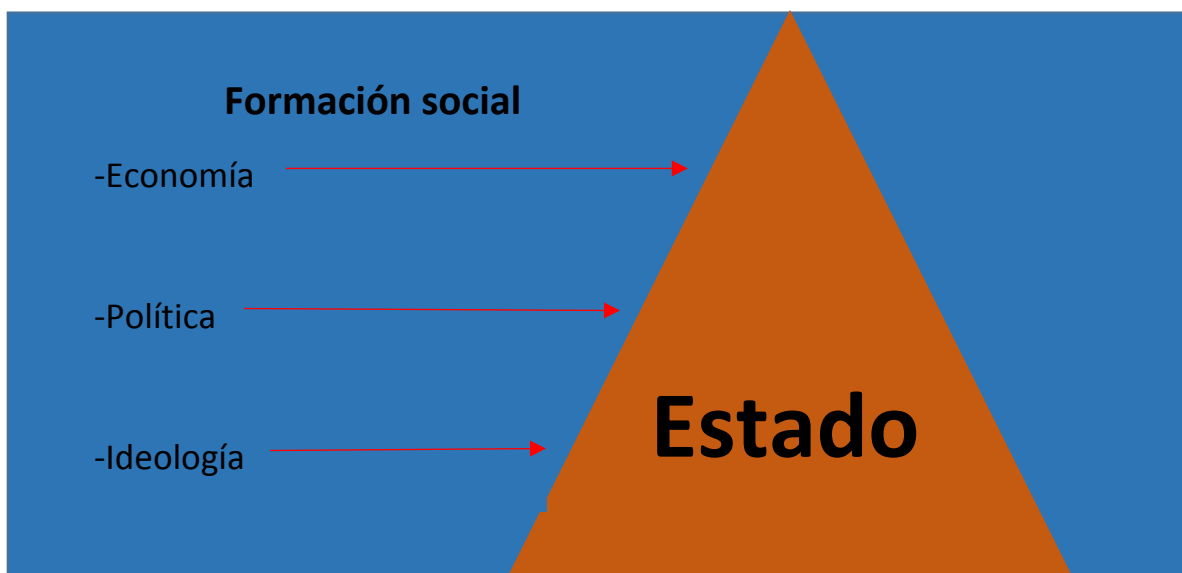 Formación social
-Economía
-Política
Estado
-Ideología